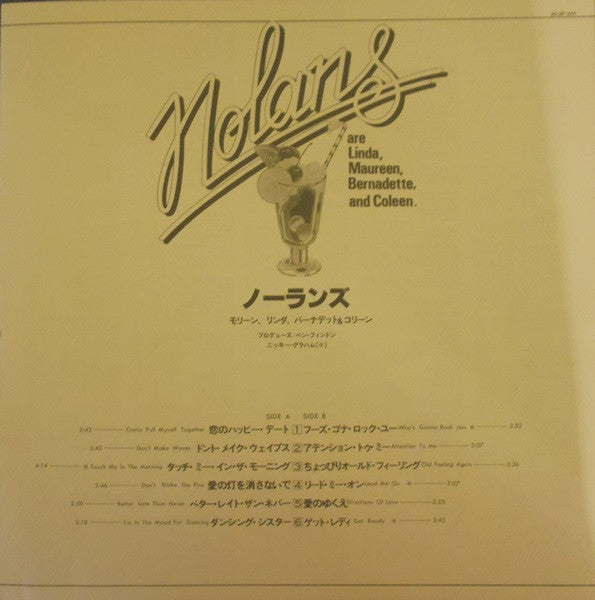 Nolans
are
Linda,
Maureen,
Bernadette,
and Coleen.
ノーランズ
モリーン、リンダ、バーナデット&コリーン
プロデュース/ベン・フィンドン
ニッキー・グラハム(※)
SIDE A SIDE B
3:43 Gotta Pull Myself Together 恋のハッピー・デート 1 フーズ・ゴナ・ロック・ユー Who's Gonna Rock you ※ 3:32
3:42 Don't Make Waves ドント・メイク・ウェイブス 2 アテンション・トゥ・ミー Attention To Me 3:07
4:14 ※ Touch Me In The Morning タッチ・ミー・イン・ザ・モーニング 3 ちょっぴりオールド・フィーリング Old Feeling Again 2:26
2:46 Don't Stoke The Fire 愛の灯を消さないで 4 リード・ミー・オン Lead Me On ※ 3:07
2:59 Better Late Than Never ベター・レイト・ザン・ネバー 5 愛のゆくえ Directions Of Love 2:55
3:18 I'm In The Mood For Dancing ダンシング・シスター 6 ゲット・レディ Get Ready ※ 3:43